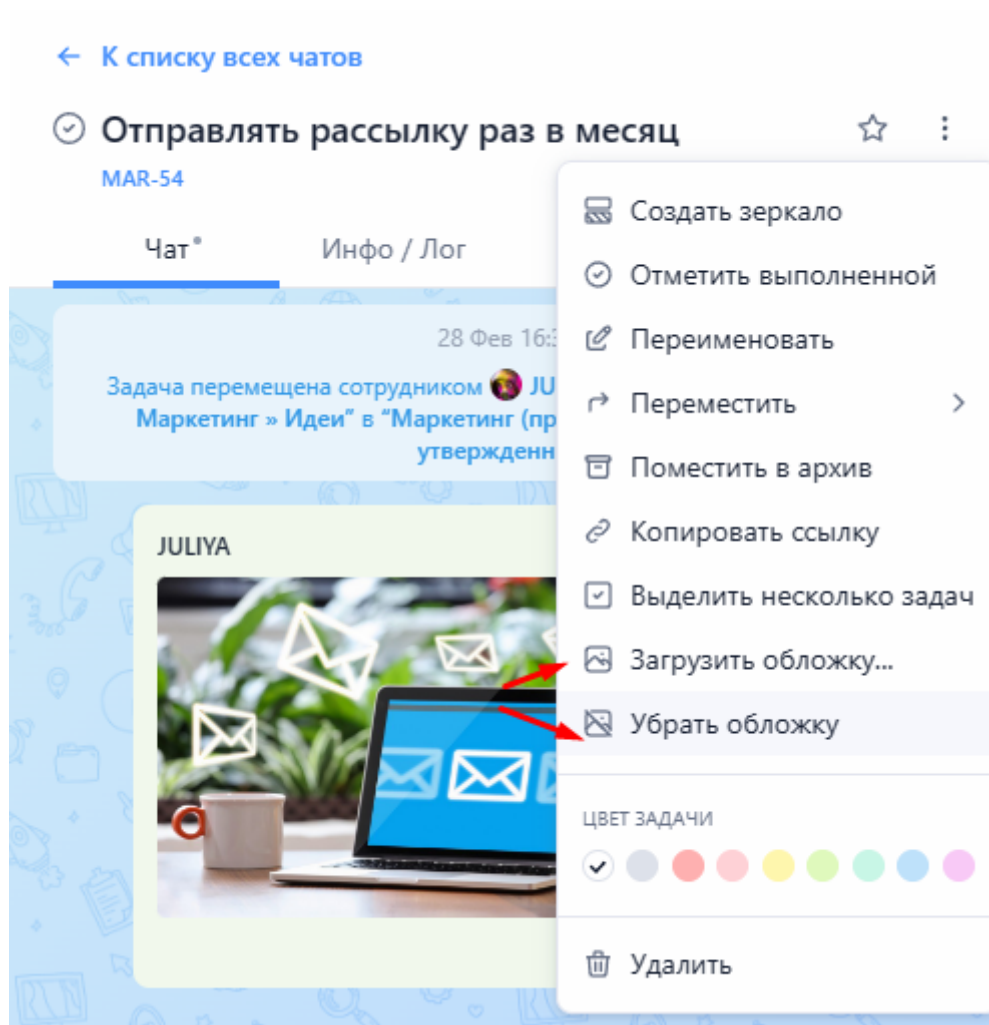 К списку всех чатов
Отправлять рассылку раз в месяц
MAR-54
Чат
Инфо / Лог
28 Фев 16:3
Задача перемещена сотрудником JU
Маркетинг » Идеи” в “Маркетинг (пр
утвержденн
JULIYA
Создать зеркало
Отметить выполненной
Переименовать
Переместить
Поместить в архив
Копировать ссылку
Выделить несколько задач
Загрузить обложку...
Убрать обложку
ЦВЕТ ЗАДАЧИ
Удалить